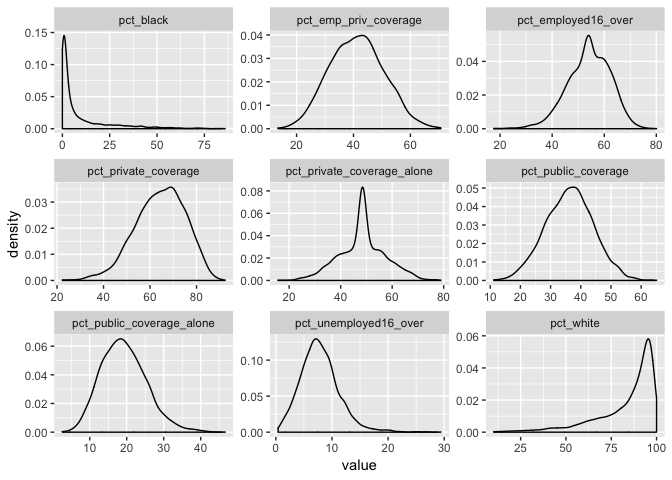 pct_black
pct_emp_priv_coverage
pct_employed16_over
0.15
0.10
0.05
0.00
0 25 50 75
0.04
0.03
0.02
0.01
0.00
20 40 60
0.04
0.02
0.00
20 40 60 80
pct_private_coverage
pct_private_coverage_alone
pct_public_coverage
0.03
0.02
0.01
0.00
20 40 60 80
0.08
0.06
0.04
0.02
0.00
20 40 60 80
0.05
0.04
0.03
0.02
0.01
0.00
10 20 30 40 50 60
density
pct_public_coverage_alone
pct_unemployed16_over
pct_white
0.06
0.04
0.02
0.00
10 20 30 40
0.10
0.05
0.00
0 10 20 30
0.06
0.04
0.02
0.00
25 50 75 100
value